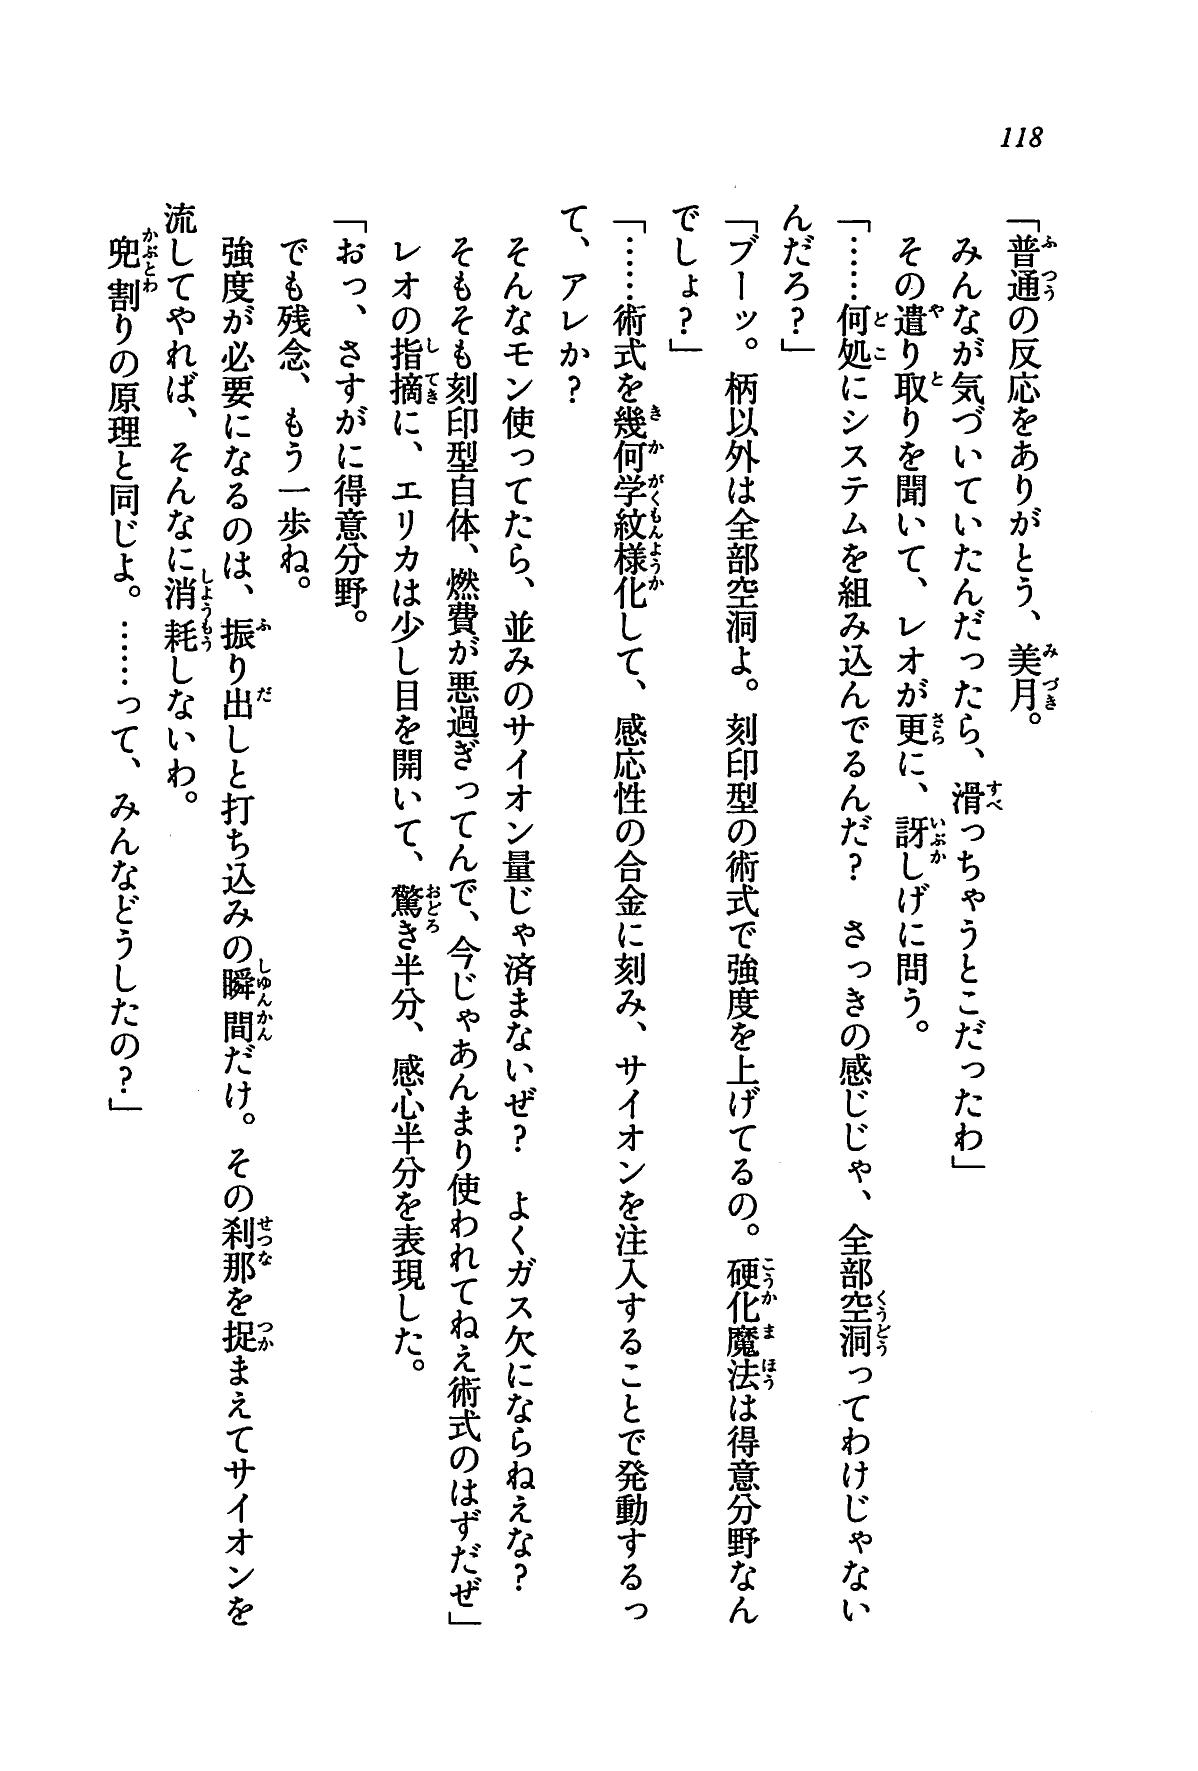 118
「普通の反応をありがとう、美月。
みんなが気づいていたんだったら、滑っちゃうとこだったわ」
その遣り取りを聞いて、レオが更に、訝しげに問う。
「……何処にシステムを組み込んでるんだ？　さっきの感じじゃ、全部空洞ってわけじゃない
んだろ？」
「ブーッ。柄以外は全部空洞よ。刻印型の術式で強度を上げてるの。硬化魔法は得意分野なん
でしょ？」
「……術式を幾何学紋様化して、感応性の合金に刻み、サイオンを注入することで発動するっ
て、アレか？
そんなモン使ってたら、並みのサイオン量じゃ済まないぜ？　よくガス欠にならねえな？
そもそも刻印型自体、燃費が悪過ぎってんで、今じゃあんまり使われてねえ術式のはずだぜ」
レオの指摘に、エリカは少し目を開いて、驚き半分、感心半分を表現した。
「おっ、さすがに得意分野。
でも残念、もう一歩ね。
強度が必要になるのは、振り出しと打ち込みの瞬間だけ。その刹那を捉まえてサイオンを
流してやれば、そんなに消耗しないわ。
兜割りの原理と同じよ。……って、みんなどうしたの？」